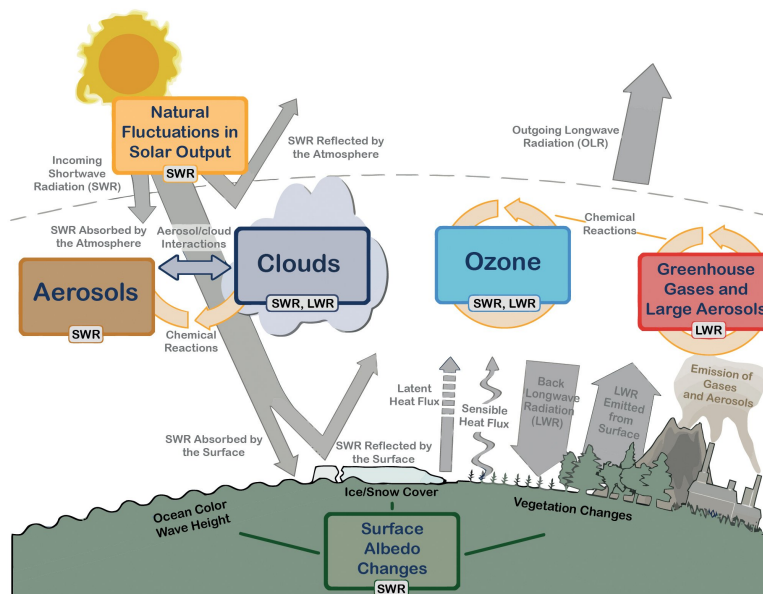 Natural
Fluctuations in
Solar Output
SWR
Incoming
Shortwave
Radiation (SWR)
SWR Reflected by
the Atmosphere
Outgoing Longwave
Radiation (OLR)
SWR Absorbed by
the Atmosphere
Aerosol/cloud
Interactions
Chemical
Reactions
Aerosols
SWR
Clouds
SWR, LWR
Ozone
SWR, LWR
Greenhouse
Gases and
Large Aerosols
LWR
Chemical
Reactions
Latent
Heat Flux
Sensible
Heat Flux
Back
Longwave
Radiation
(LWR)
LWR
Emitted
from
Surface
Emission of
Gases
and Aerosols
SWR Absorbed by
the Surface
SWR Reflected by
the Surface
Ice/Snow Cover
Ocean Color
Wave Height
Vegetation Changes
Surface
Albedo
Changes
SWR